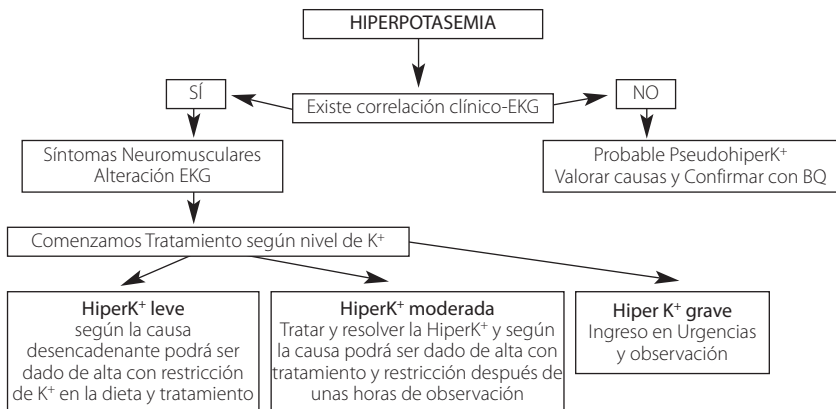 HIPERPOTASEMIA
SÍ
Existe correlación clínico-EKG
NO
Síntomas Neuromusculares
Alteración EKG
Probable PseudohiperK⁺
Valorar causas y Confirmar con BQ
Comenzamos Tratamiento según nivel de K⁺
HiperK⁺ leve
según la causa
desencadenante podrá ser
dado de alta con restricción
de K⁺ en la dieta y tratamiento
HiperK⁺ moderada
Tratar y resolver la HiperK⁺ y según
la causa podrá ser dado de alta con
tratamiento y restricción después de
unas horas de observación
Hiper K⁺ grave
Ingreso en Urgencias
y observación